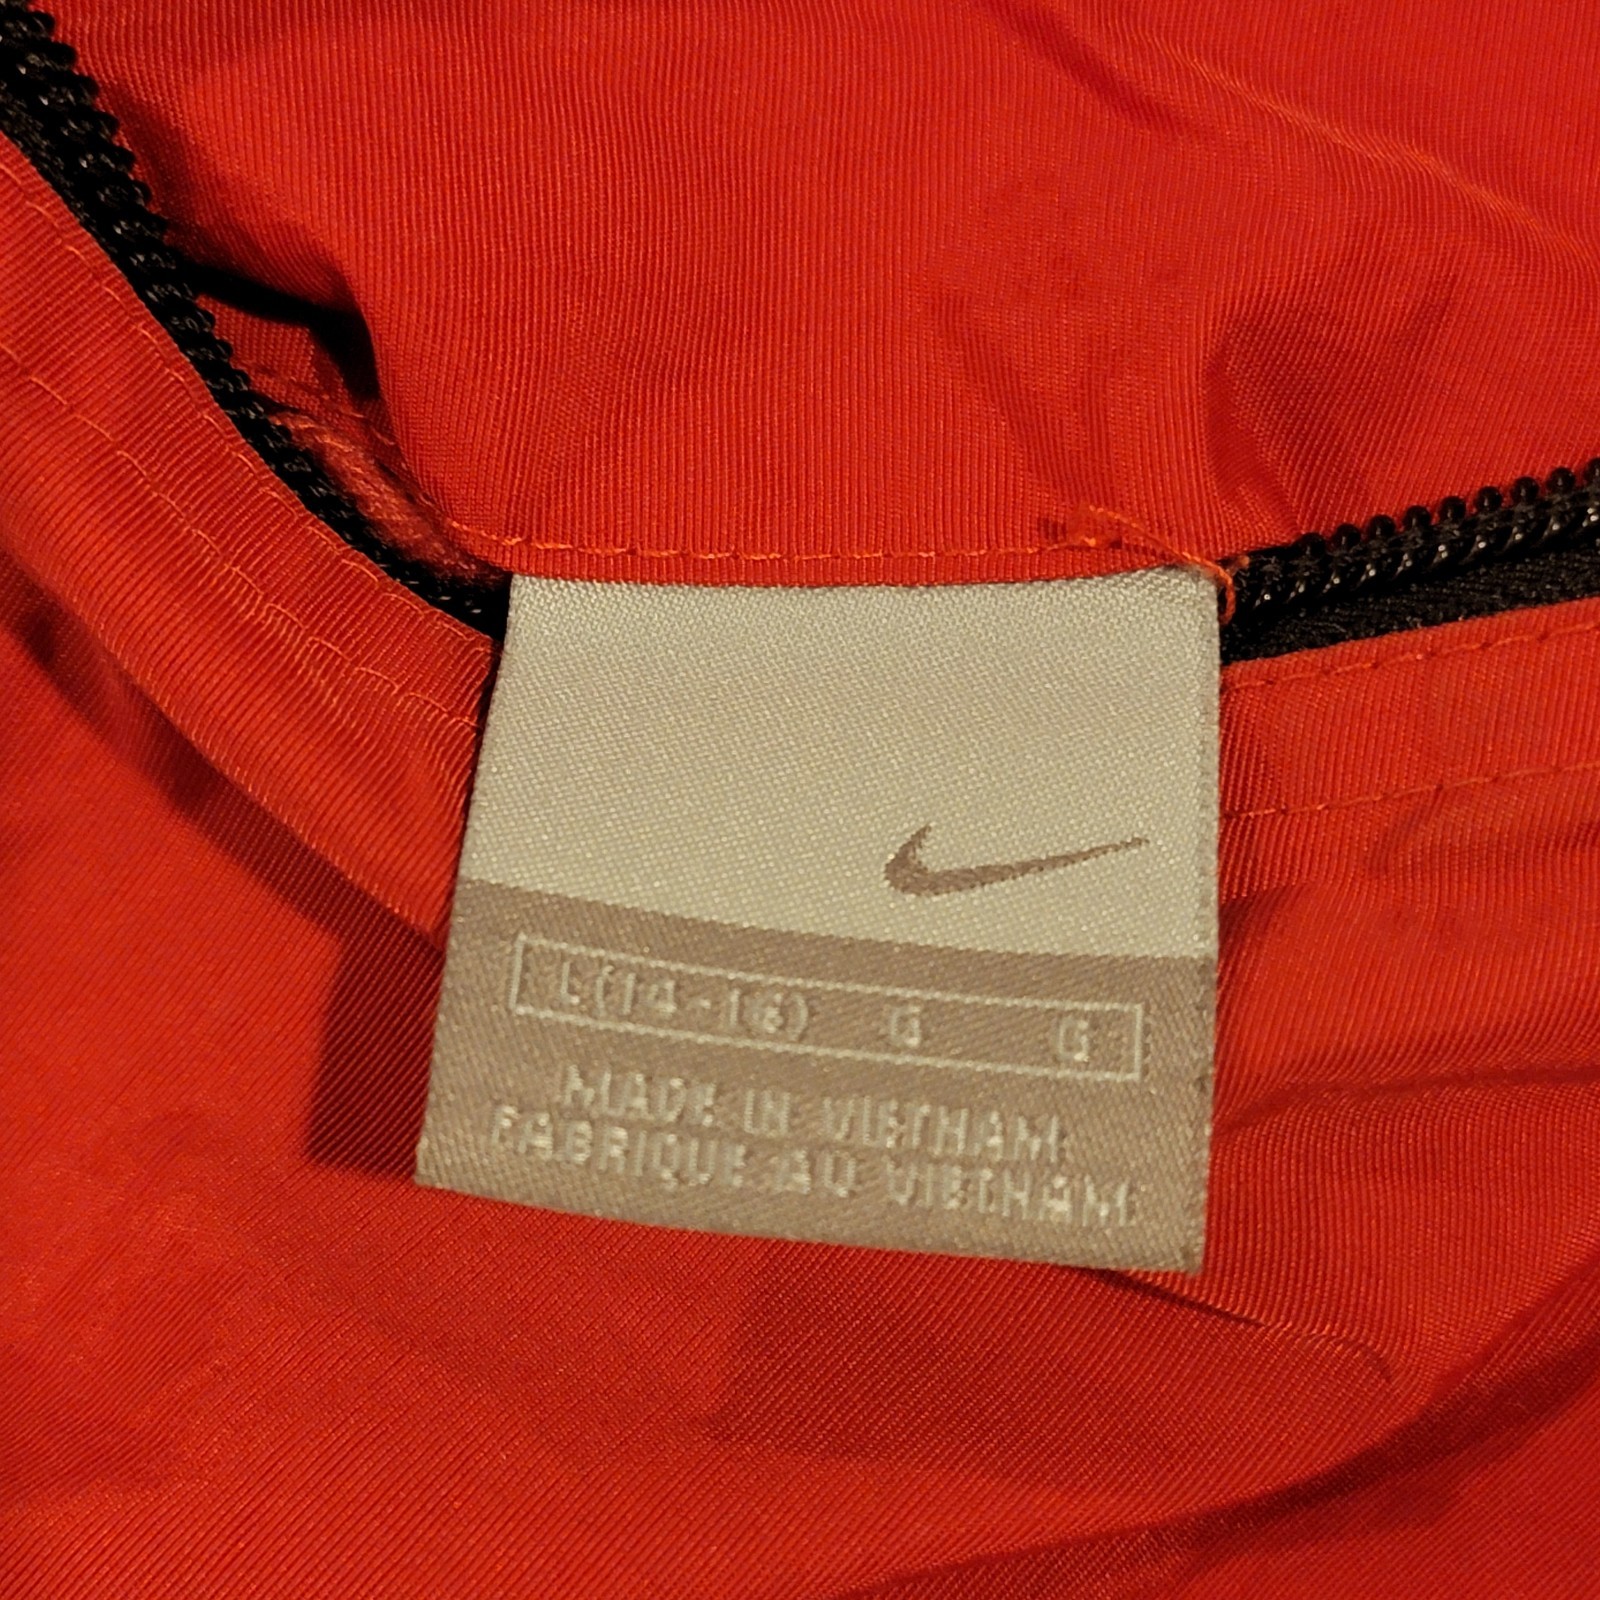 L(14-16) G G
MADE IN VIETNAM
FABRIQUE AU VIETNAM